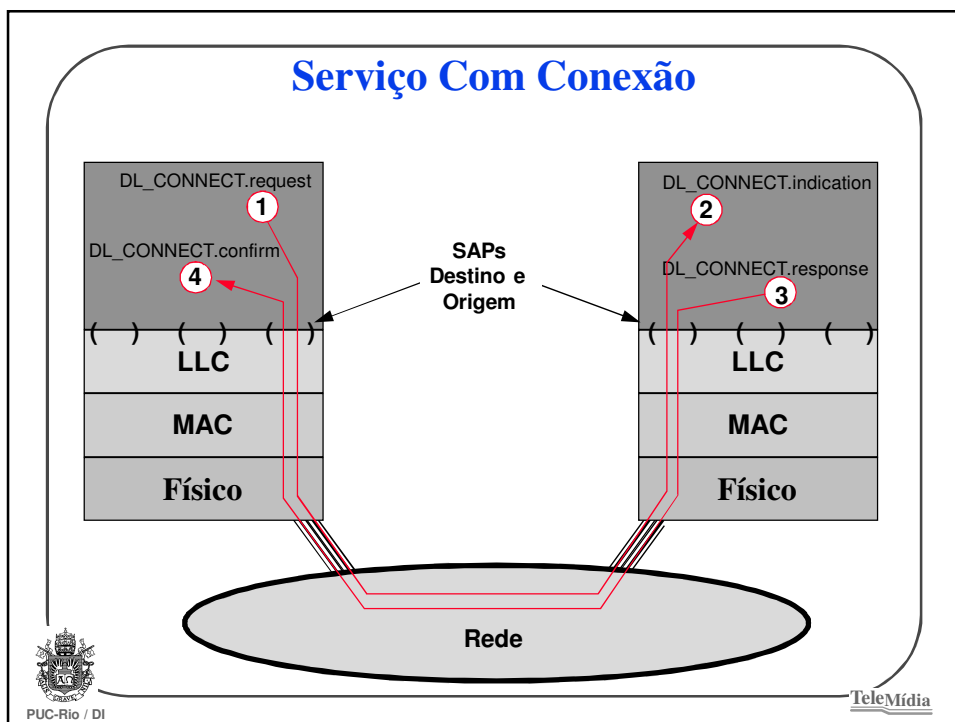 Serviço Com Conexão
DL_CONNECT.request
1
DL_CONNECT.confirm
4
( ) ( ) ( )
LLC
MAC
Físico
SAPs
Destino e
Origem
DL_CONNECT.indication
2
DL_CONNECT.response
3
( ) ( ) ( )
LLC
MAC
Físico
Rede
PUC-Rio / DI
TeleMídia